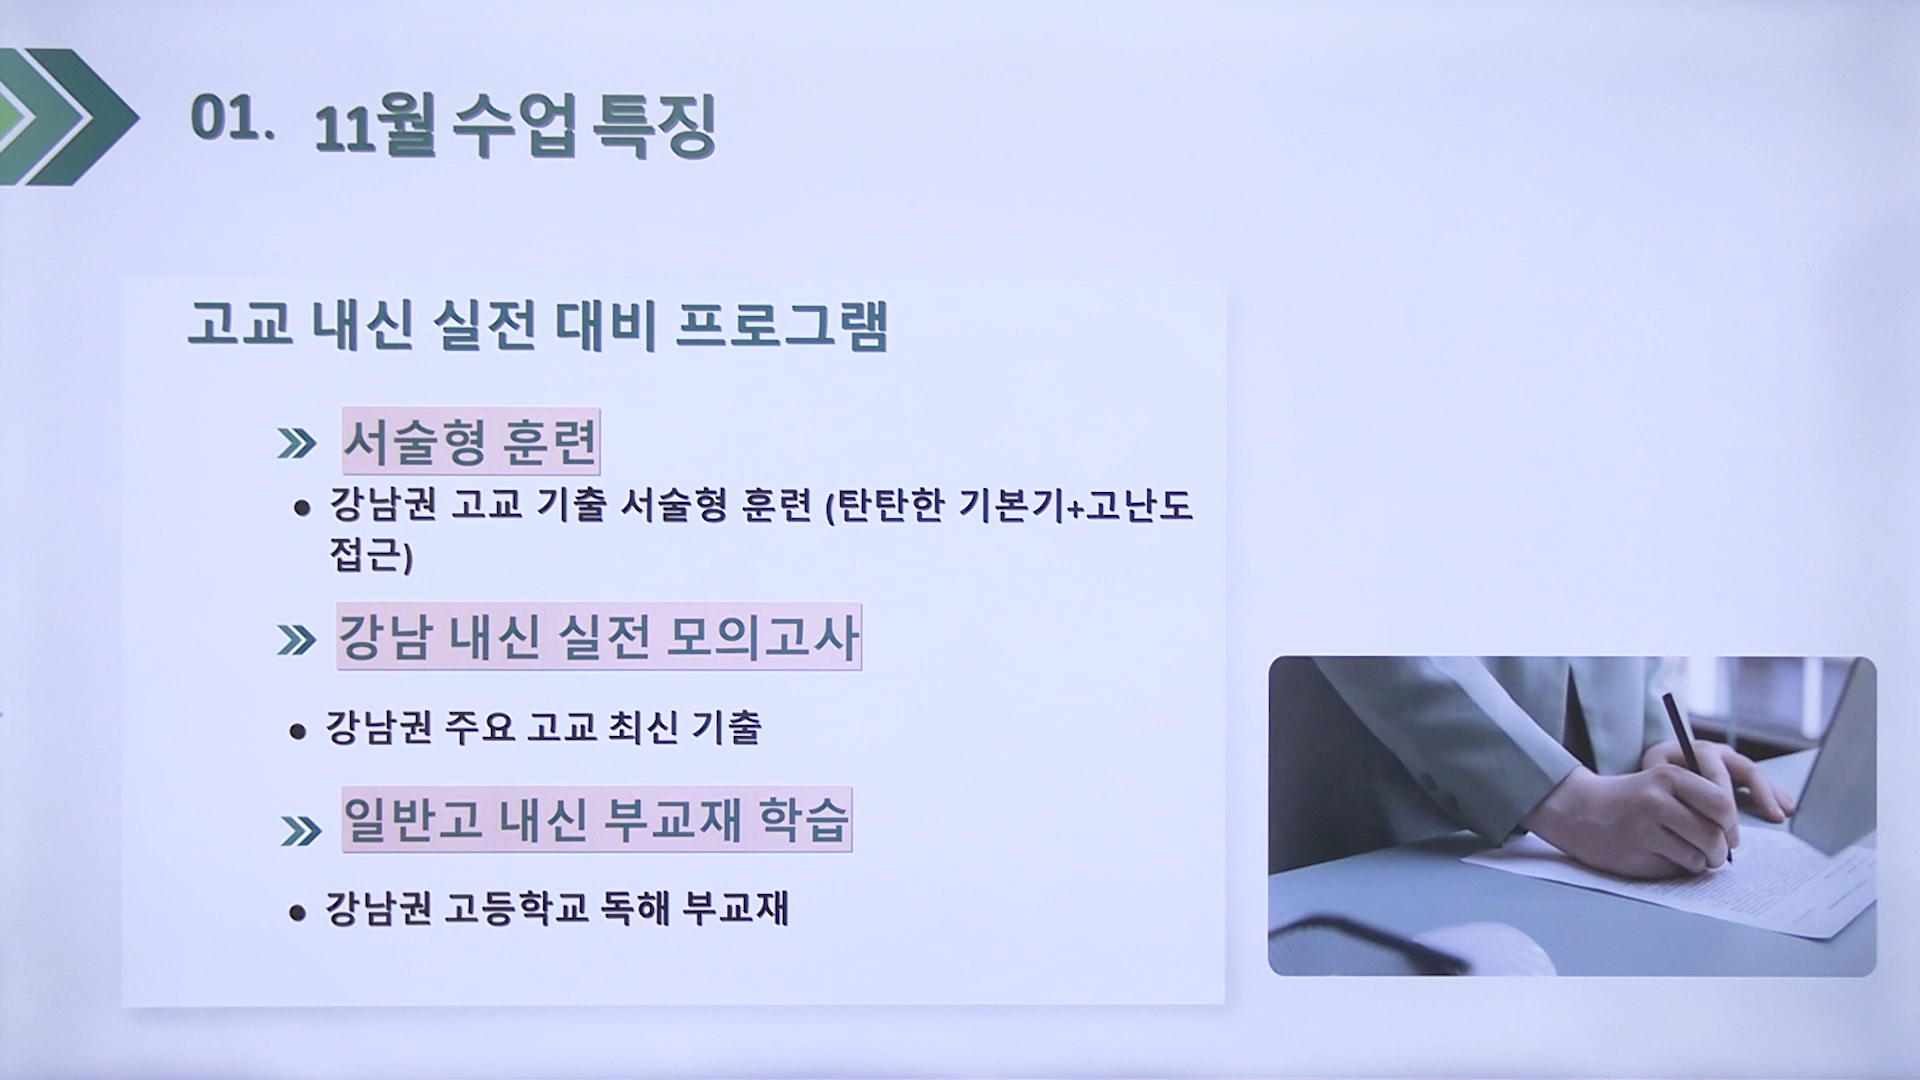 01. 11월 수업 특징
고교 내신 실전 대비 프로그램
서술형 훈련
강남권 고교 기출 서술형 훈련 (탄탄한 기본기+고난도
접근)
강남 내신 실전 모의고사
강남권 주요 고교 최신 기출
일반고 내신 부교재 학습
강남권 고등학교 독해 부교재